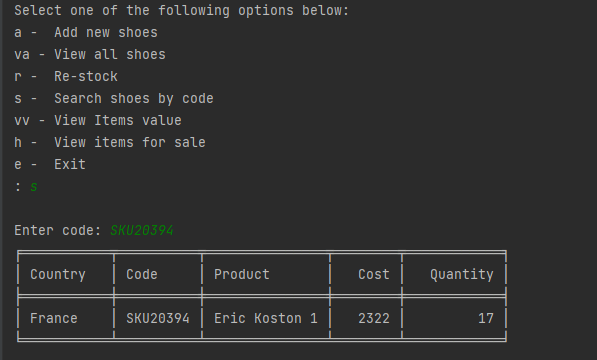 Select one of the following options below:
a -  Add new shoes
va - View all shoes
r -  Re-stock
s -  Search shoes by code
vv - View Items value
h -  View items for sale
e -  Exit
: s
Enter code: SKU20394
Country Code Product Cost Quantity
France SKU20394 Eric Koston 1 2322 17